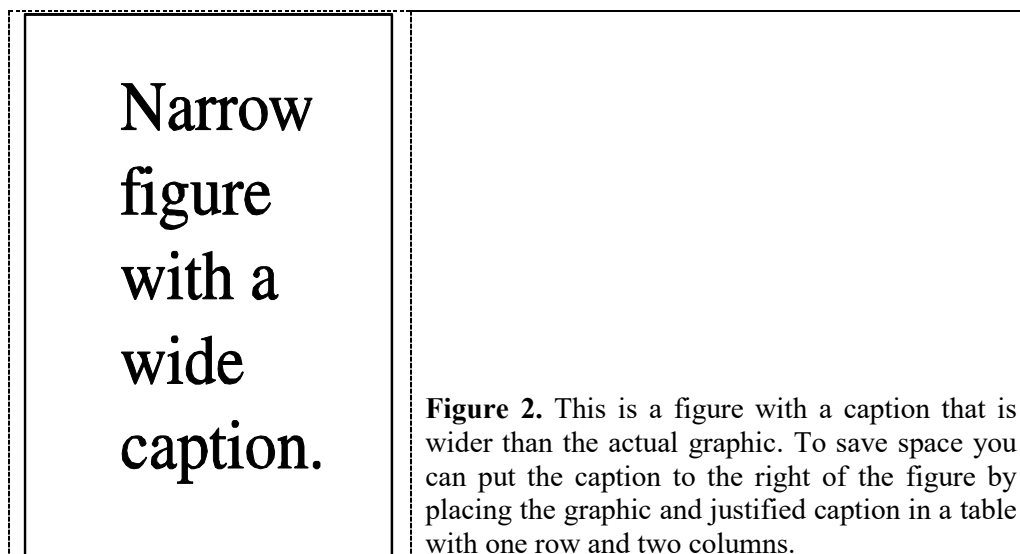 Narrow
figure
with a
wide
caption.
Figure 2. This is a figure with a caption that is
wider than the actual graphic. To save space you
can put the caption to the right of the figure by
placing the graphic and justified caption in a table
with one row and two columns.